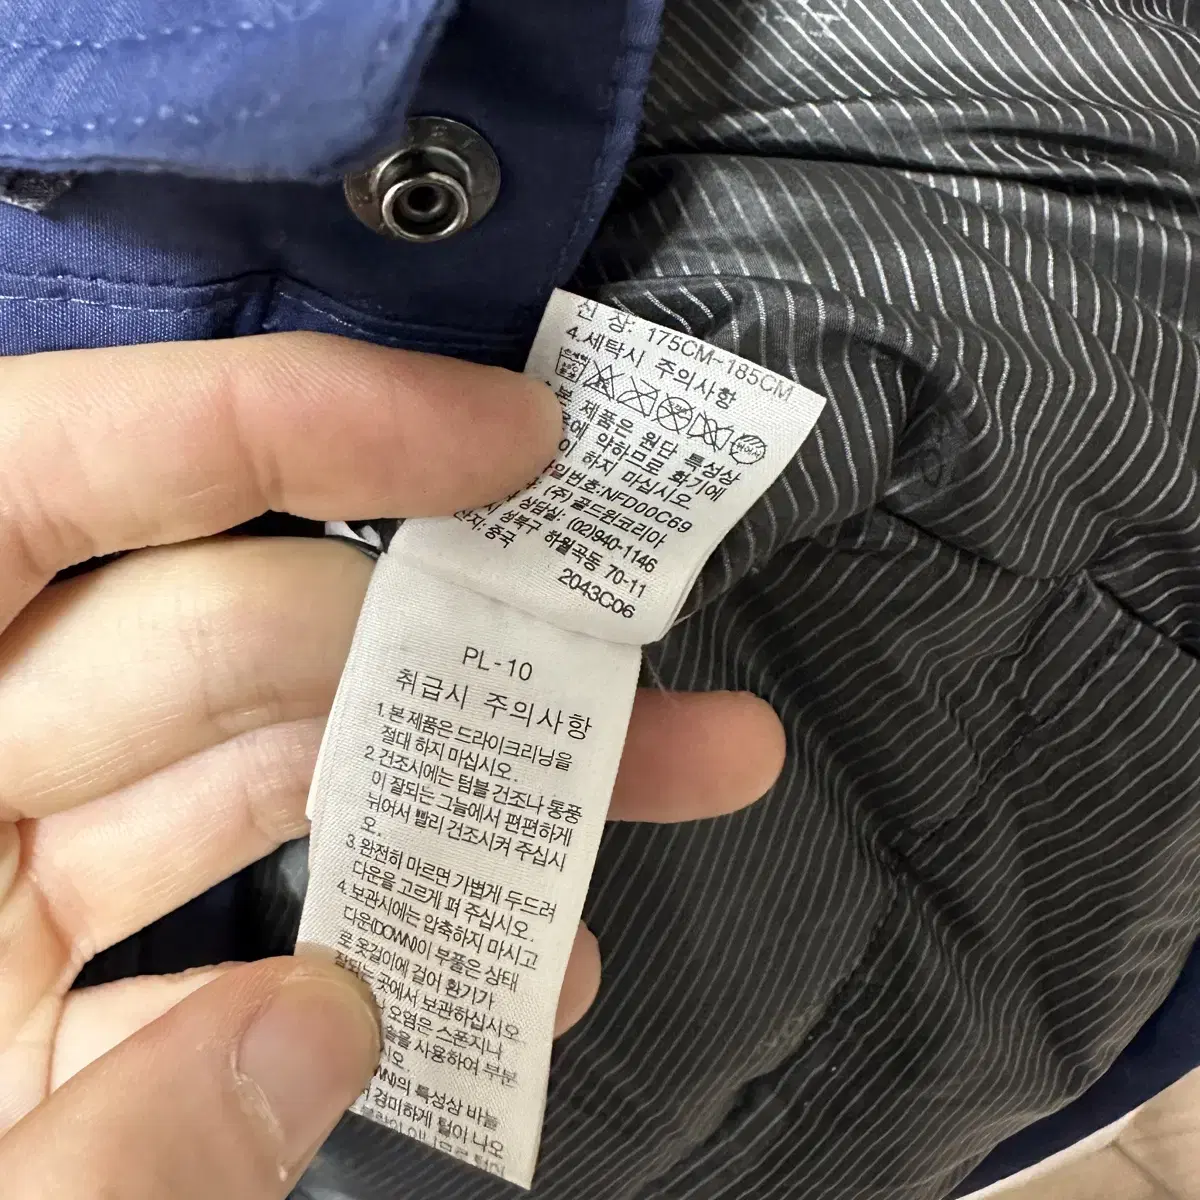 신 장: 175CM~185CM
4.세탁시 주의사항
본 제품은 원단 특성상
약하므로 화기에
하지 마십시오
NFD00C69
(주) 골드윈코리아
상담실: (02)940-1146
성북구 하월곡동 70-11
중국
2043C06
PL-10
취급시 주의사항
1.본 제품은 드라이크리닝을
절대 하지 마십시오.
2.건조시에는 텀블 건조나 통풍
이 잘되는 그늘에서 편편하게
뉘어서 빨리 건조시켜 주십시
오.
3.완전히 마르면 가볍게 두드려
다운을 고르게 펴 주십시오.
4.보관시에는 압축하지 마시고
다운(DOWN)이 부풀은 상태
로 옷걸이에 걸어 환기가
잘되는 곳에서 보관하십시오
오염은 스폰지나
솔을 사용하여 부분
특성상 바늘
경미하게 털이 나오